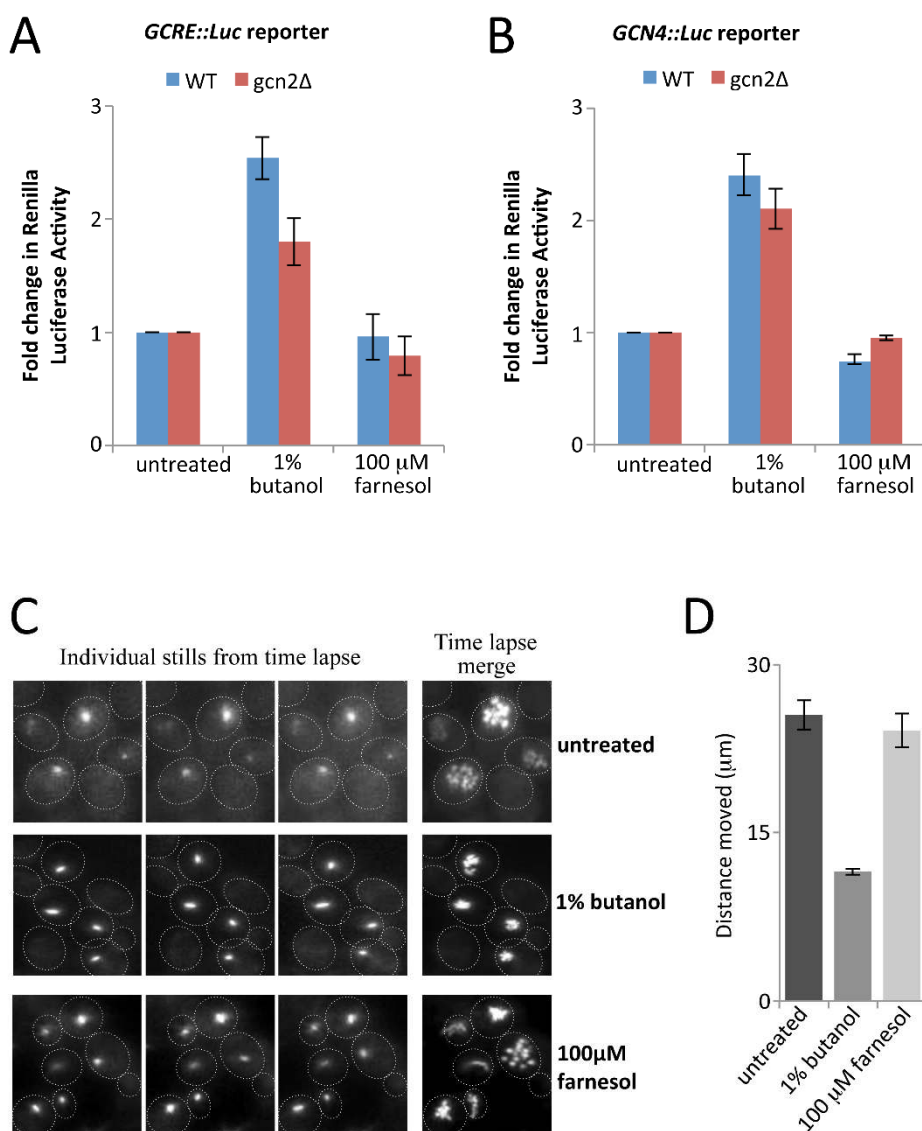 A
GCRE::Luc reporter
WT gcn2Δ
Fold change in Renilla
Luciferase Activity
3
2
1
0
untreated
1%
butanol
100 μM
farnesol
B
GCN4::Luc reporter
WT gcn2Δ
Fold change in Renilla
Luciferase Activity
3
2
1
0
untreated
1%
butanol
100 μM
farnesol
C
Individual stills from time lapse
Time lapse
merge
untreated
1% butanol
100μM
farnesol
D
Distance moved (μm)
30
15
0
untreated
1% butanol
100 μM farnesol